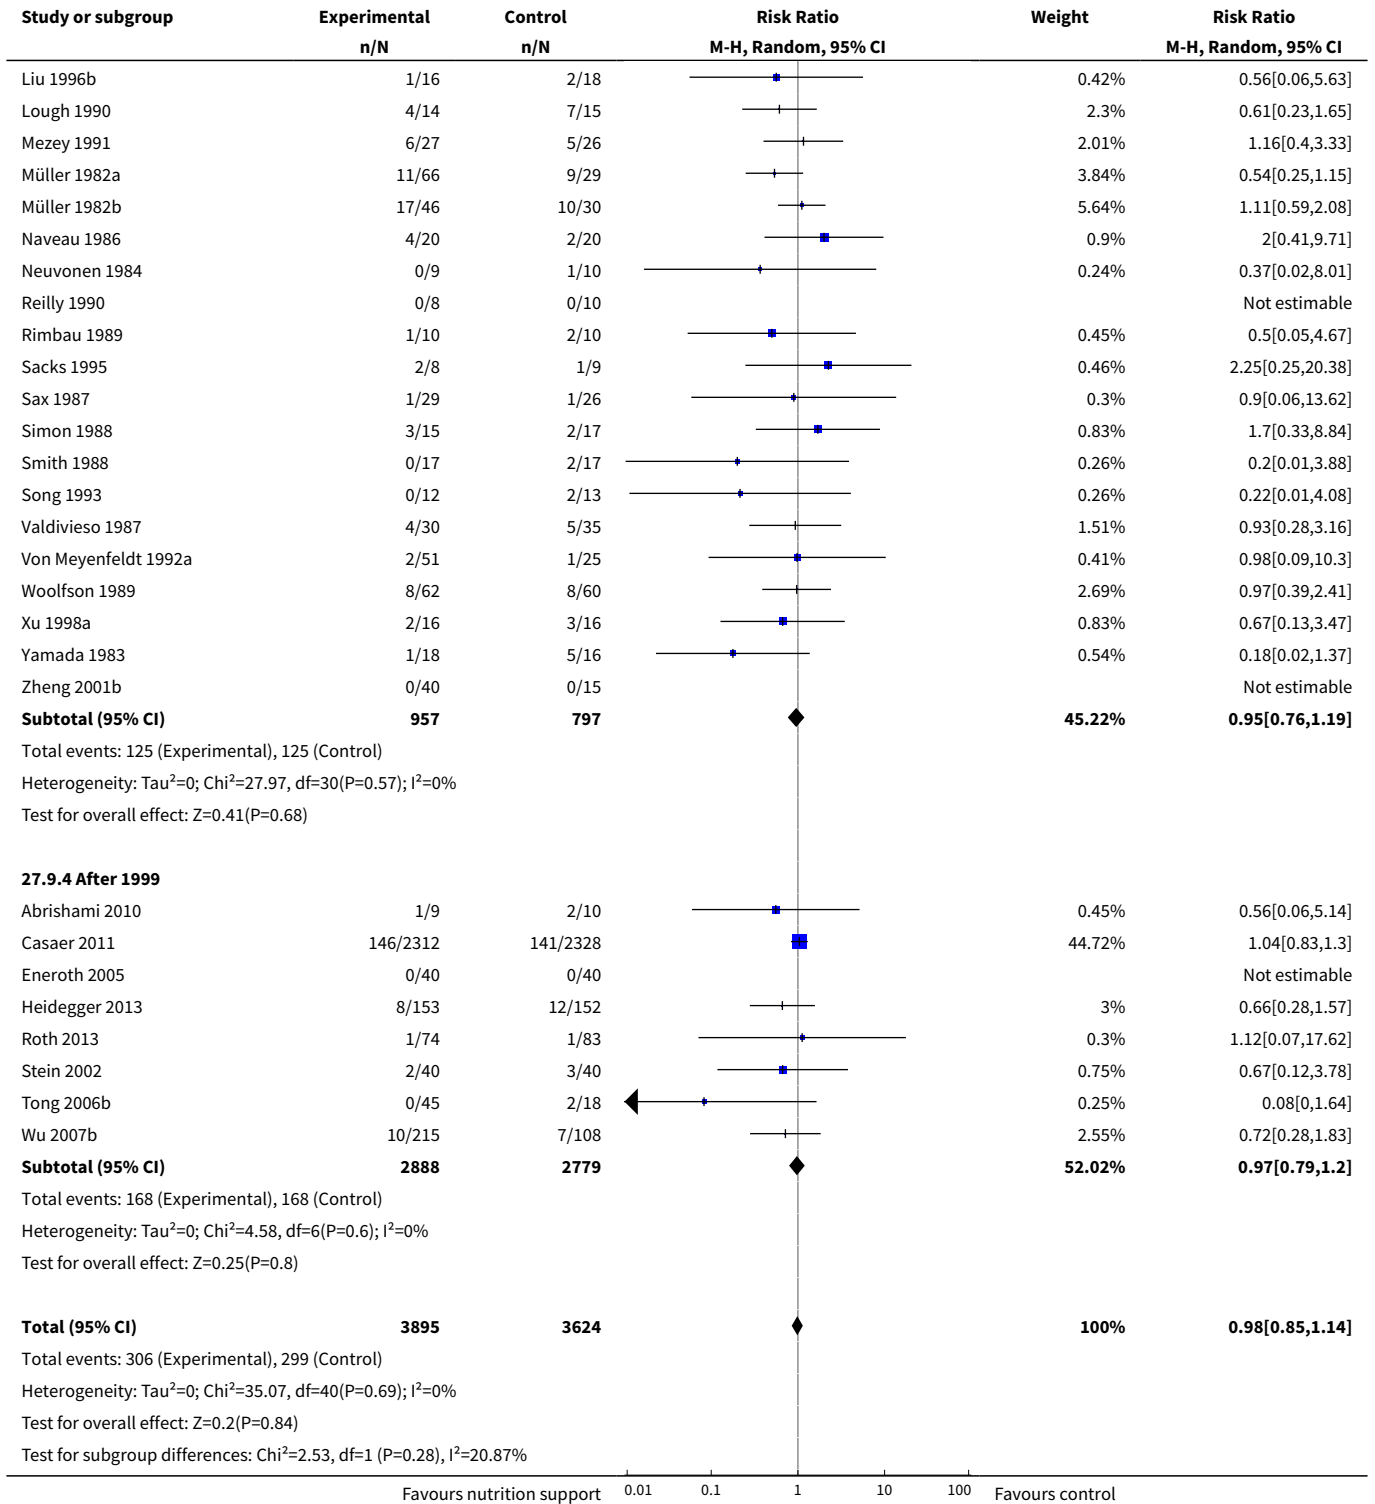 Study or subgroup Experimental Control Risk Ratio Weight Risk Ratio
n/N n/N M-H, Random, 95% CI M-H, Random, 95% CI
Liu 1996b 1/16 2/18 0.42% 0.56[0.06,5.63]
Lough 1990 4/14 7/15 2.3% 0.61[0.23,1.65]
Mezey 1991 6/27 5/26 2.01% 1.16[0.4,3.33]
Müller 1982a 11/66 9/29 3.84% 0.54[0.25,1.15]
Müller 1982b 17/46 10/30 5.64% 1.11[0.59,2.08]
Naveau 1986 4/20 2/20 0.9% 2[0.41,9.71]
Neuvonen 1984 0/9 1/10 0.24% 0.37[0.02,8.01]
Reilly 1990 0/8 0/10 Not estimable
Rimbau 1989 1/10 2/10 0.45% 0.5[0.05,4.67]
Sacks 1995 2/8 1/9 0.46% 2.25[0.25,20.38]
Sax 1987 1/29 1/26 0.3% 0.9[0.06,13.62]
Simon 1988 3/15 2/17 0.83% 1.7[0.33,8.84]
Smith 1988 0/17 2/17 0.26% 0.2[0.01,3.88]
Song 1993 0/12 2/13 0.26% 0.22[0.01,4.08]
Valdivieso 1987 4/30 5/35 1.51% 0.93[0.28,3.16]
Von Meyenfeldt 1992a 2/51 1/25 0.41% 0.98[0.09,10.3]
Woolfson 1989 8/62 8/60 2.69% 0.97[0.39,2.41]
Xu 1998a 2/16 3/16 0.83% 0.67[0.13,3.47]
Yamada 1983 1/18 5/16 0.54% 0.18[0.02,1.37]
Zheng 2001b 0/40 0/15 Not estimable
Subtotal (95% CI) 957 797 45.22% 0.95[0.76,1.19]
Total events: 125 (Experimental), 125 (Control)
Heterogeneity: Tau²=0; Chi²=27.97, df=30(P=0.57); I²=0%
Test for overall effect: Z=0.41(P=0.68)
27.9.4 After 1999
Abrishami 2010 1/9 2/10 0.45% 0.56[0.06,5.14]
Casaer 2011 146/2312 141/2328 44.72% 1.04[0.83,1.3]
Eneroth 2005 0/40 0/40 Not estimable
Heidegger 2013 8/153 12/152 3% 0.66[0.28,1.57]
Roth 2013 1/74 1/83 0.3% 1.12[0.07,17.62]
Stein 2002 2/40 3/40 0.75% 0.67[0.12,3.78]
Tong 2006b 0/45 2/18 0.25% 0.08[0,1.64]
Wu 2007b 10/215 7/108 2.55% 0.72[0.28,1.83]
Subtotal (95% CI) 2888 2779 52.02% 0.97[0.79,1.2]
Total events: 168 (Experimental), 168 (Control)
Heterogeneity: Tau²=0; Chi²=4.58, df=6(P=0.6); I²=0%
Test for overall effect: Z=0.25(P=0.8)
Total (95% CI) 3895 3624 100% 0.98[0.85,1.14]
Total events: 306 (Experimental), 299 (Control)
Heterogeneity: Tau²=0; Chi²=35.07, df=40(P=0.69); I²=0%
Test for overall effect: Z=0.2(P=0.84)
Test for subgroup differences: Chi²=2.53, df=1 (P=0.28), I²=20.87%
Favours nutrition support 0.01 0.1 1 10 100 Favours control